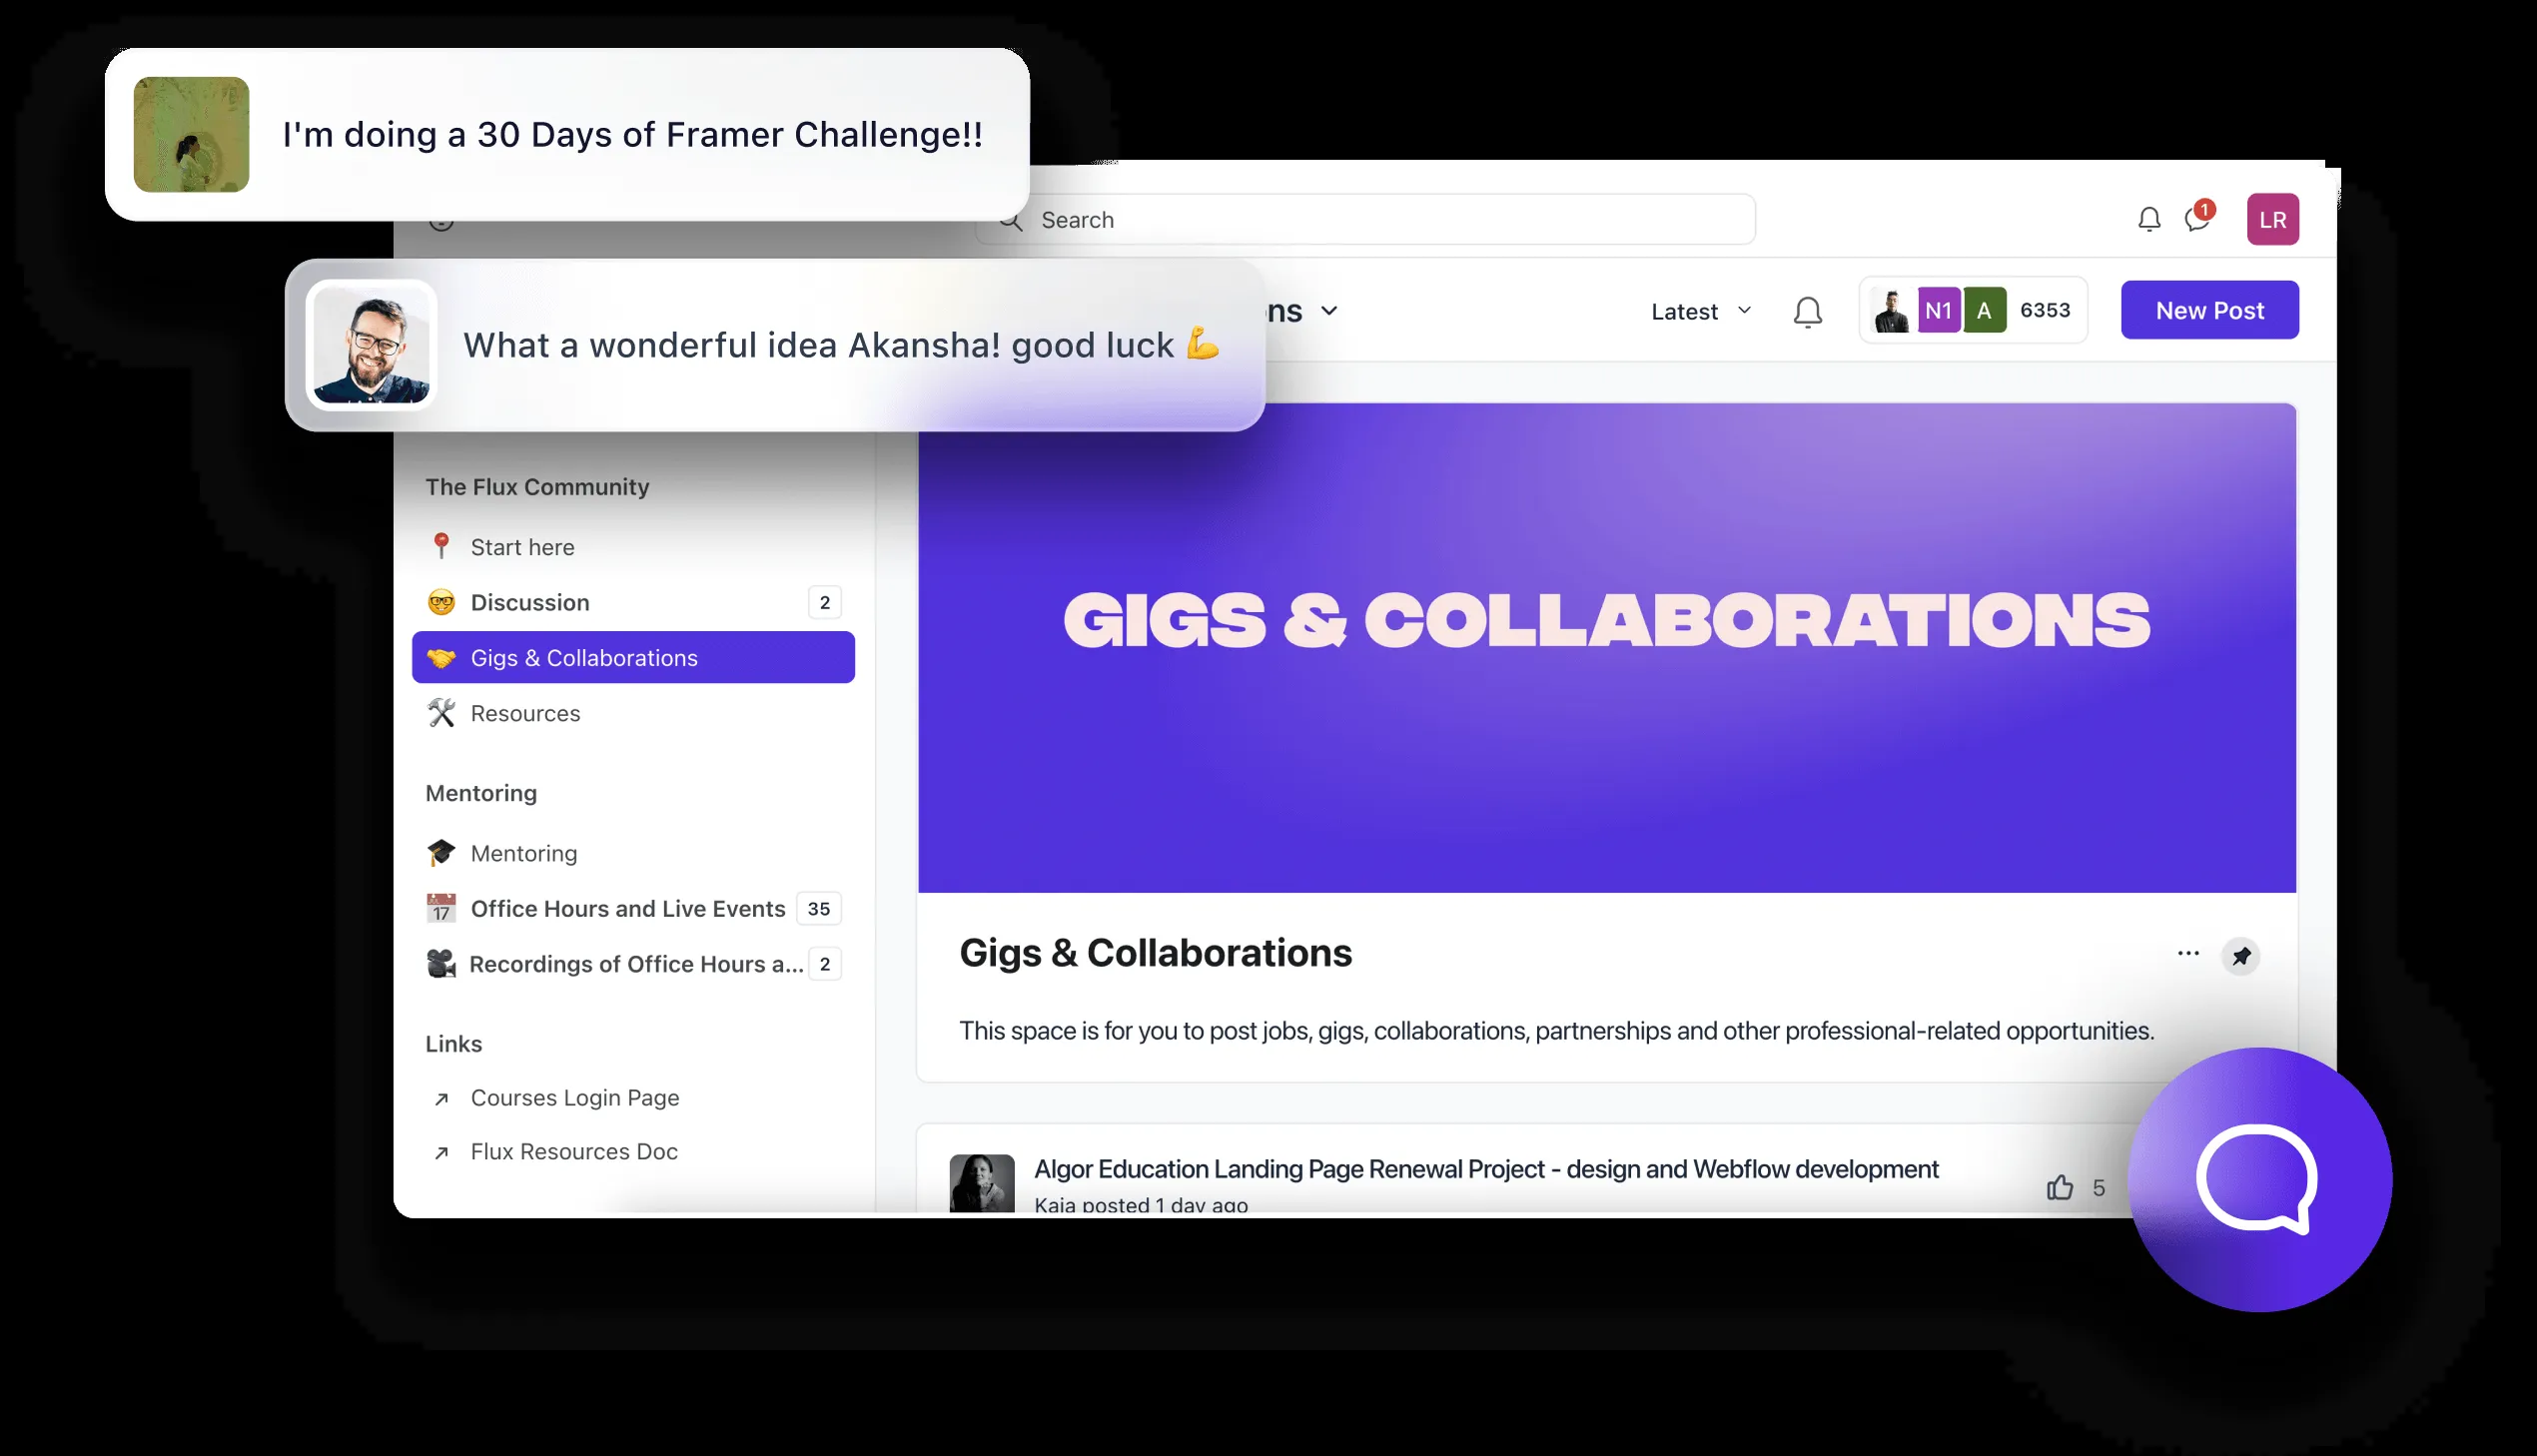 I'm doing a 30 Days of Framer Challenge!!
Search
1
LR
What a wonderful idea Akansha! good luck 💪
ns
Latest
N1
A
6353
New Post
The Flux Community
Start here
Discussion
2
Gigs & Collaborations
Resources
Mentoring
Mentoring
17
Office Hours and Live Events
35
Recordings of Office Hours a...
2
Links
Courses Login Page
Flux Resources Doc
GIGS & COLLABORATIONS
Gigs & Collaborations
This space is for you to post jobs, gigs, collaborations, partnerships and other professional-related opportunities.
Algor Education Landing Page Renewal Project - design and Webflow development
Kaia posted 1 day ago
5